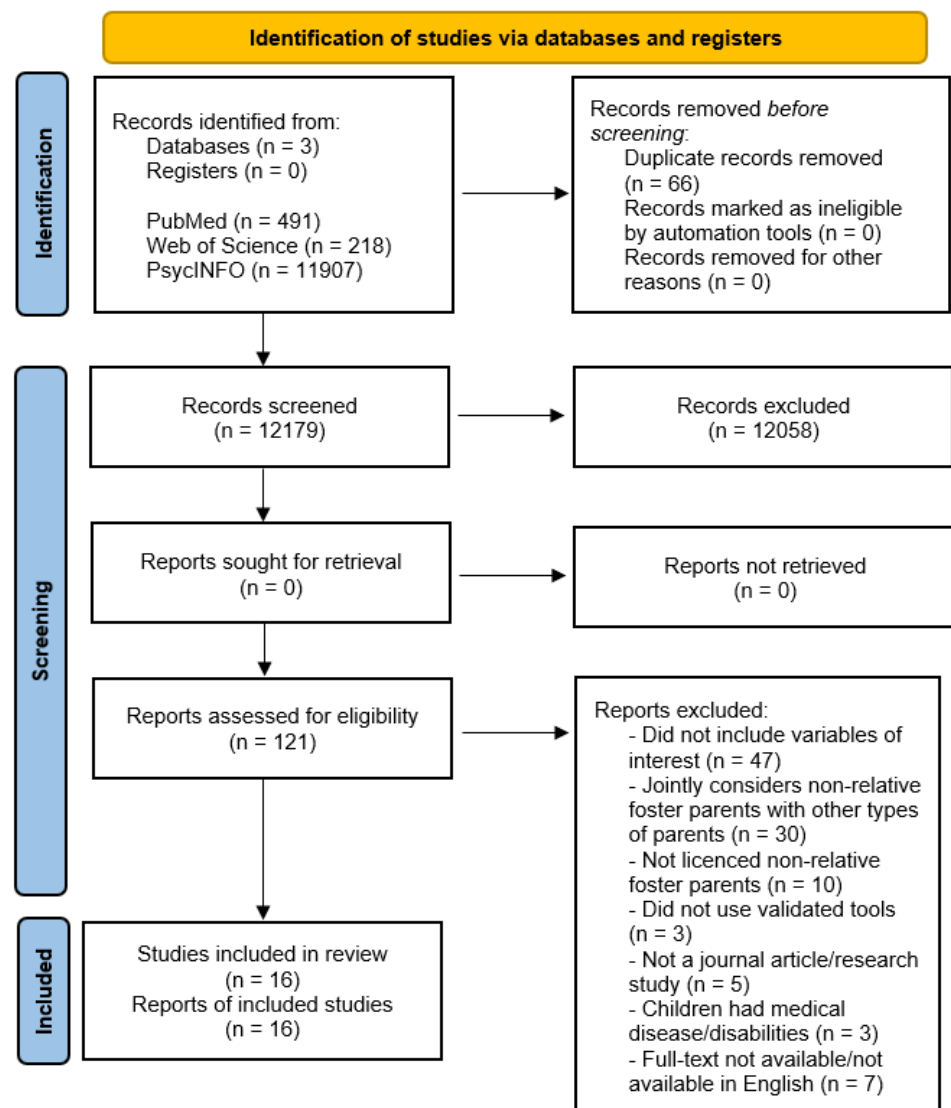 Identification of studies via databases and registers
Identification
Records identified from:
Databases (n = 3)
Registers (n = 0)
PubMed (n = 491)
Web of Science (n = 218)
PsycINFO (n = 11907)
Records removed before
screening:
Duplicate records removed
(n = 66)
Records marked as ineligible
by automation tools (n = 0)
Records removed for other
reasons (n = 0)
Screening
Records screened
(n = 12179)
Records excluded
(n = 12058)
Reports sought for retrieval
(n = 0)
Reports not retrieved
(n = 0)
Reports assessed for eligibility
(n = 121)
Reports excluded:
- Did not include variables of
interest (n = 47)
- Jointly considers non-relative
foster parents with other types
of parents (n = 30)
- Not licenced non-relative
foster parents (n = 10)
- Did not use validated tools
(n = 3)
- Not a journal article/research
study (n = 5)
- Children had medical
disease/disabilities (n = 3)
- Full-text not available/not
available in English (n = 7)
Included
Studies included in review
(n = 16)
Reports of included studies
(n = 16)